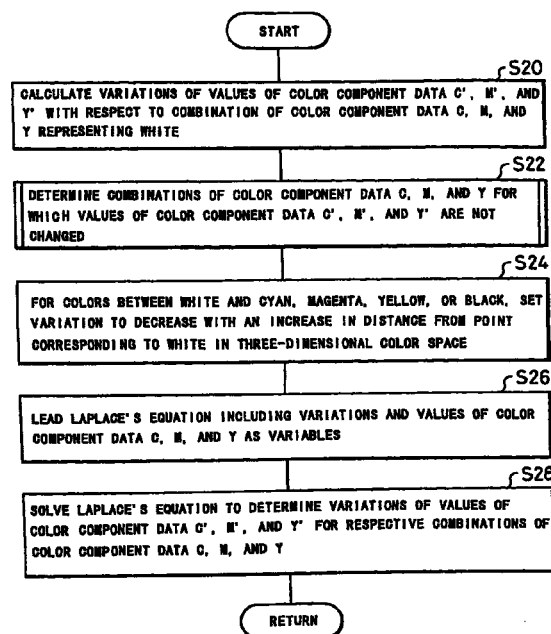 START
S20
CALCULATE VARIATIONS OF VALUES OF COLOR COMPONENT DATA C', M', AND
Y' WITH RESPECT TO COMBINATION OF COLOR COMPONENT DATA C, M, AND
Y REPRESENTING WHITE
S22
DETERMINE COMBINATIONS OF COLOR COMPONENT DATA C, M, AND Y FOR
WHICH VALUES OF COLOR COMPONENT DATA C', M', AND Y' ARE NOT
CHANGED
S24
FOR COLORS BETWEEN WHITE AND CYAN, MAGENTA, YELLOW, OR BLACK, SET
VARIATION TO DECREASE WITH AN INCREASE IN DISTANCE FROM POINT
CORRESPONDING TO WHITE IN THREE-DIMENSIONAL COLOR SPACE
S26
LEAD LAPLACE'S EQUATION INCLUDING VARIATIONS AND VALUES OF COLOR
COMPONENT DATA C, M, AND Y AS VARIABLES
S26
SOLVE LAPLACE'S EQUATION TO DETERMINE VARIATIONS OF VALUES OF
COLOR COMPONENT DATA C', M', AND Y' FOR RESPECTIVE COMBINATIONS OF
COLOR COMPONENT DATA C, M, AND Y
RETURN